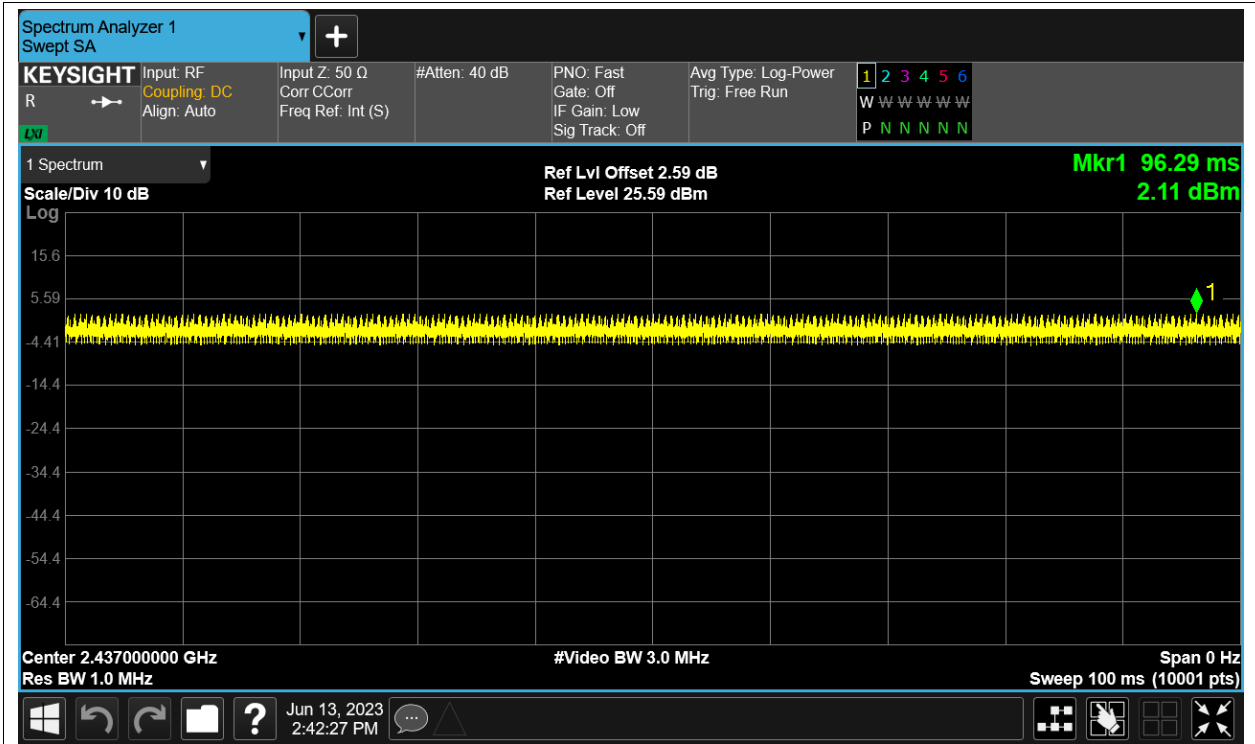 Spectrum Analyzer 1
Swept SA
+
KEYSIGHT Input: RF Input Z: 50 Ω #Atten: 40 dB PNO: Fast Avg Type: Log-Power 1 2 3 4 5 6
R Coupling: DC Corr CCorr Gate: Off Trig: Free Run W W W W W W
Align: Auto Freq Ref: Int (S) IF Gain: Low
LXI Sig Track: Off P N N N N N
1 Spectrum Ref Lvl Offset 2.59 dB Mkr1 96.29 ms
Scale/Div 10 dB Ref Level 25.59 dBm 2.11 dBm
Log
15.6
5.59 1
-4.41
-14.4
-24.4
-34.4
-44.4
-54.4
-64.4
Center 2.437000000 GHz #Video BW 3.0 MHz Span 0 Hz
Res BW 1.0 MHz Sweep 100 ms (10001 pts)
? Jun 13, 2023
2:42:27 PM